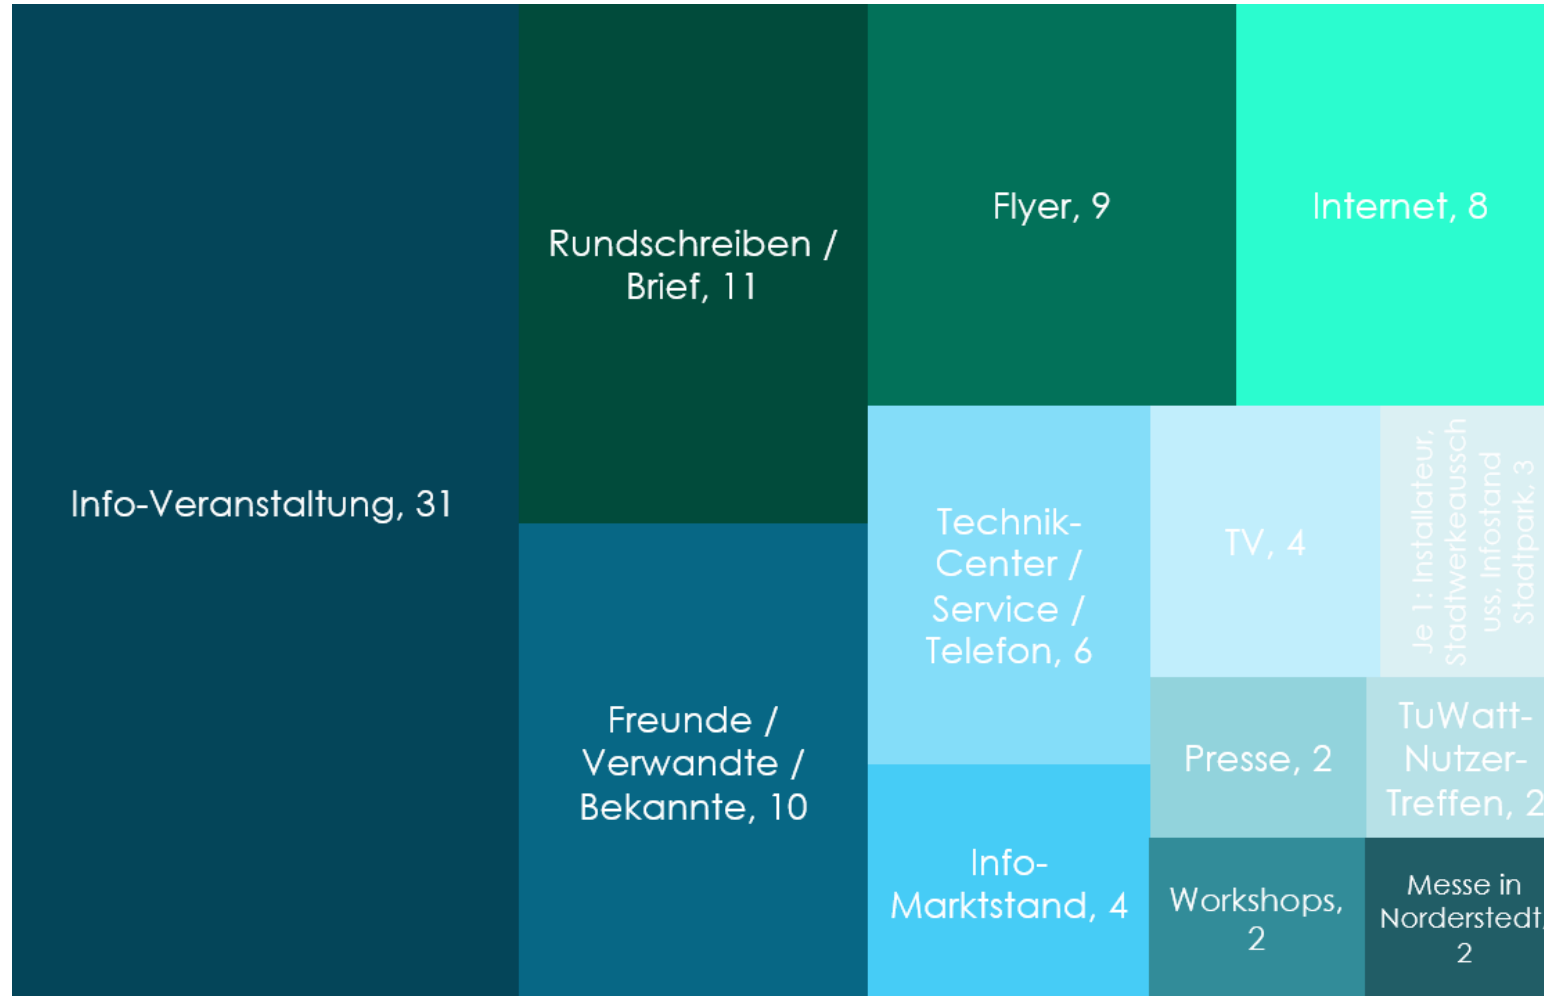 Info-Veranstaltung, 31
Rundschreiben /
Brief, 11
Freunde /
Verwandte /
Bekannte, 10
Flyer, 9
Internet, 8
Technik-
Center /
Service /
Telefon, 6
Info-
Marktstand, 4
TV, 4
Je 1: Installateur,
Stadtwerkeaussch
uss, Infostand
Stadtpark, 3
Presse, 2
TuWatt-
Nutzer-
Treffen, 2
Workshops,
2
Messe in
Norderstedt,
2